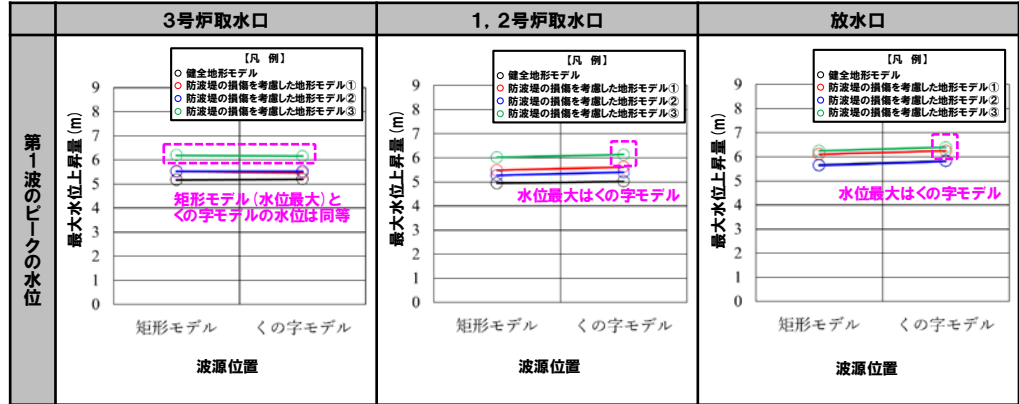 3号炉取水口
1，2号炉取水口
放水口
第1波のピークの水位
【凡　例】
健全地形モデル
防波堤の損傷を考慮した地形モデル①
防波堤の損傷を考慮した地形モデル②
防波堤の損傷を考慮した地形モデル③
最大水位上昇量(m)
9
8
7
6
5
4
3
2
1
0
矩形モデル（水位最大）と
くの字モデルの水位は同等
矩形モデル　くの字モデル
波源位置
【凡　例】
健全地形モデル
防波堤の損傷を考慮した地形モデル①
防波堤の損傷を考慮した地形モデル②
防波堤の損傷を考慮した地形モデル③
最大水位上昇量(m)
9
8
7
6
5
4
3
2
1
0
水位最大はくの字モデル
矩形モデル　くの字モデル
波源位置
【凡　例】
健全地形モデル
防波堤の損傷を考慮した地形モデル①
防波堤の損傷を考慮した地形モデル②
防波堤の損傷を考慮した地形モデル③
最大水位上昇量(m)
9
8
7
6
5
4
3
2
1
0
水位最大はくの字モデル
矩形モデル　くの字モデル
波源位置